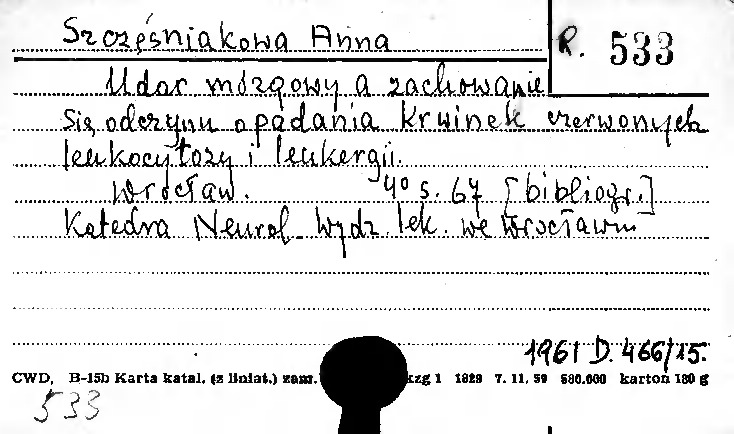 Szczęśniakowa Anna
R. 533
Udar mózgowy a zachowanie
się odczynu opadania krwinek czerwonych
leukocytozy i leukergii.
Wrocław. 4° s. 67 [bibliogr.]
Katedra Neurol. Wydz. lek. we Wrocławiu
1961 D. 466/15.
CWD, B-15b Karta katal. (z liniat.) zam. kzg 1 1829 7. 11. 59 580.000 karton 180 g
533